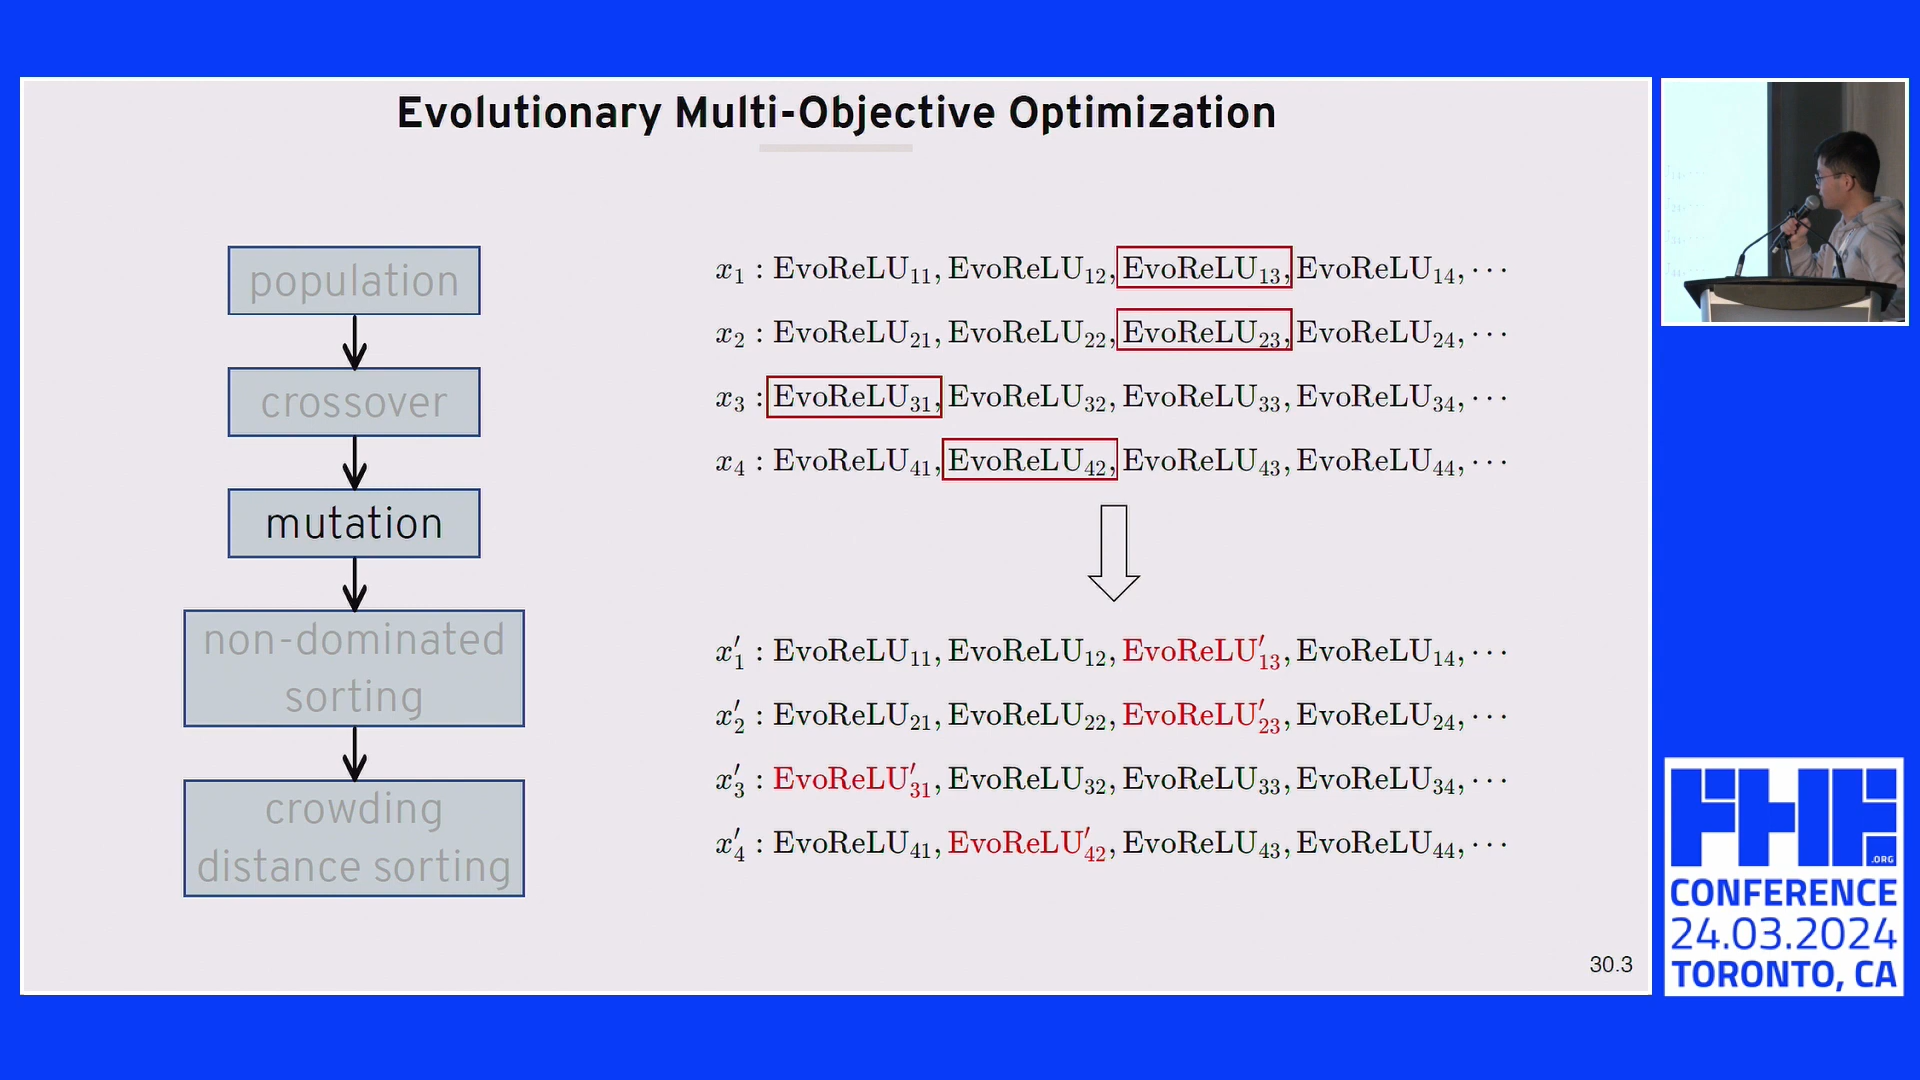 Evolutionary Multi-Objective Optimization
population
crossover
mutation
non-dominated
sorting
crowding
distance sorting
x₁ : EvoReLU₁₁, EvoReLU₁₂, EvoReLU₁₃, EvoReLU₁₄, ⋯
x₂ : EvoReLU₂₁, EvoReLU₂₂, EvoReLU₂₃, EvoReLU₂₄, ⋯
x₃ : EvoReLU₃₁, EvoReLU₃₂, EvoReLU₃₃, EvoReLU₃₄, ⋯
x₄ : EvoReLU₄₁, EvoReLU₄₂, EvoReLU₄₃, EvoReLU₄₄, ⋯
x′₁ : EvoReLU₁₁, EvoReLU₁₂, EvoReLU′₁₃, EvoReLU₁₄, ⋯
x′₂ : EvoReLU₂₁, EvoReLU₂₂, EvoReLU′₂₃, EvoReLU₂₄, ⋯
x′₃ : EvoReLU′₃₁, EvoReLU₃₂, EvoReLU₃₃, EvoReLU₃₄, ⋯
x′₄ : EvoReLU₄₁, EvoReLU′₄₂, EvoReLU₄₃, EvoReLU₄₄, ⋯
30.3
FHE
.ORG
CONFERENCE
24.03.2024
TORONTO, CA